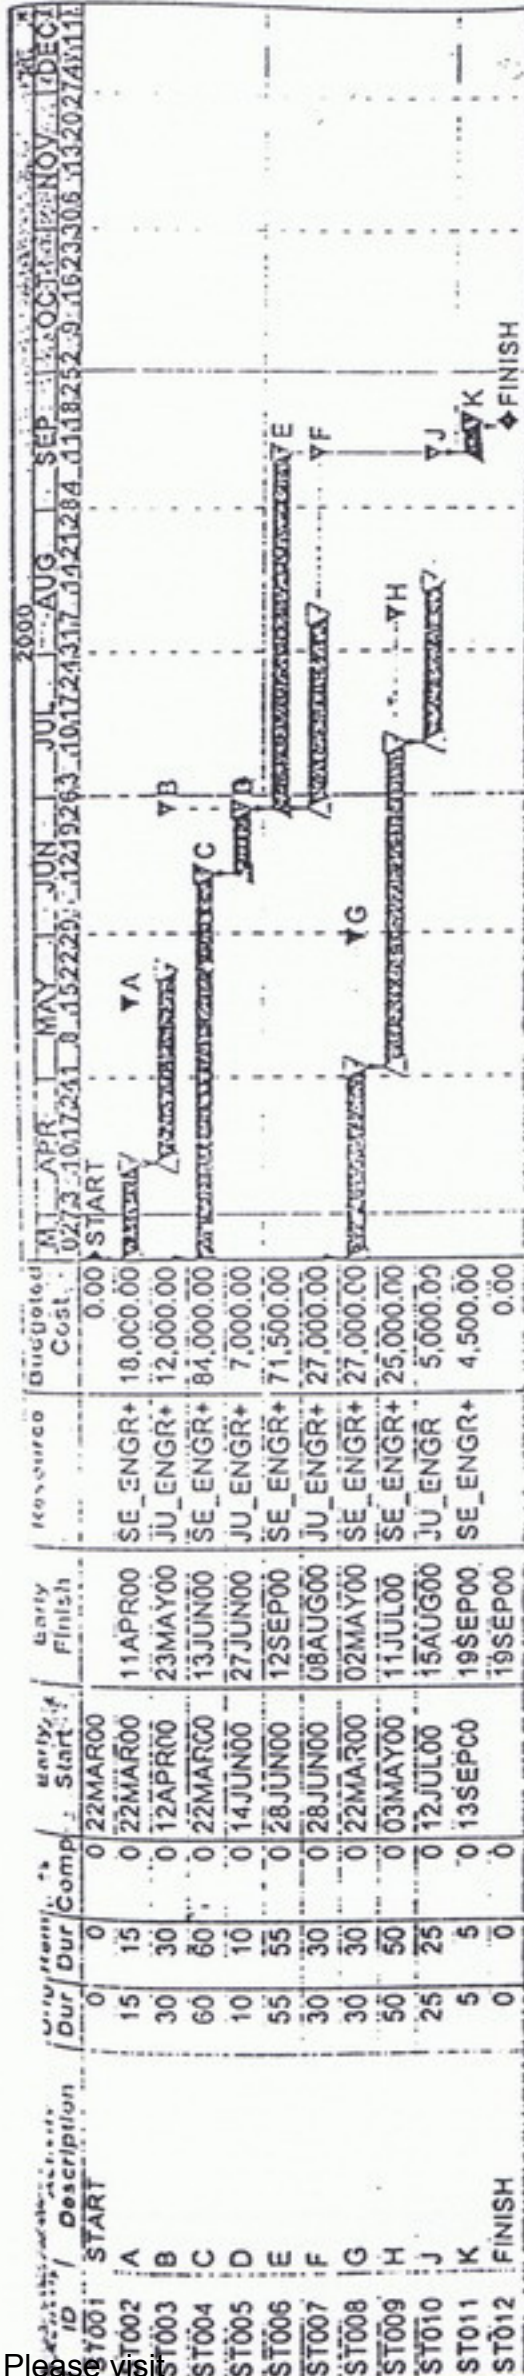 Activity ID Description Orig Dur Rem Dur % Comp Early Start Early Finish Resource Budgeted Cost
2000
APR MAY JUN JUL AUG SEP OCT NOV DEC
ST001 START 0 0 0 22MAR00 0.00 START
ST002 A 15 15 0 22MAR00 11APR00 SE_ENGR+ 18,000.00 A
ST003 B 30 30 0 12APR00 23MAY00 JU_ENGR+ 12,000.00 B
ST004 C 60 60 0 22MAR00 13JUN00 SE_ENGR+ 84,000.00 C
ST005 D 10 10 0 14JUN00 27JUN00 JU_ENGR+ 7,000.00 D
ST006 E 55 55 0 28JUN00 12SEP00 SE_ENGR+ 71,500.00 E
ST007 F 30 30 0 28JUN00 08AUG00 JU_ENGR+ 27,000.00 F
ST008 G 30 30 0 22MAR00 02MAY00 SE_ENGR+ 27,000.00 G
ST009 H 50 50 0 03MAY00 11JUL00 SE_ENGR+ 25,000.00 H
ST010 J 25 25 0 12JUL00 15AUG00 JU_ENGR 5,000.00 J
ST011 K 5 5 0 13SEP00 19SEP00 SE_ENGR+ 4,500.00 K
ST012 FINISH 0 0 0 19SEP00 0.00 FINISH
Please visit